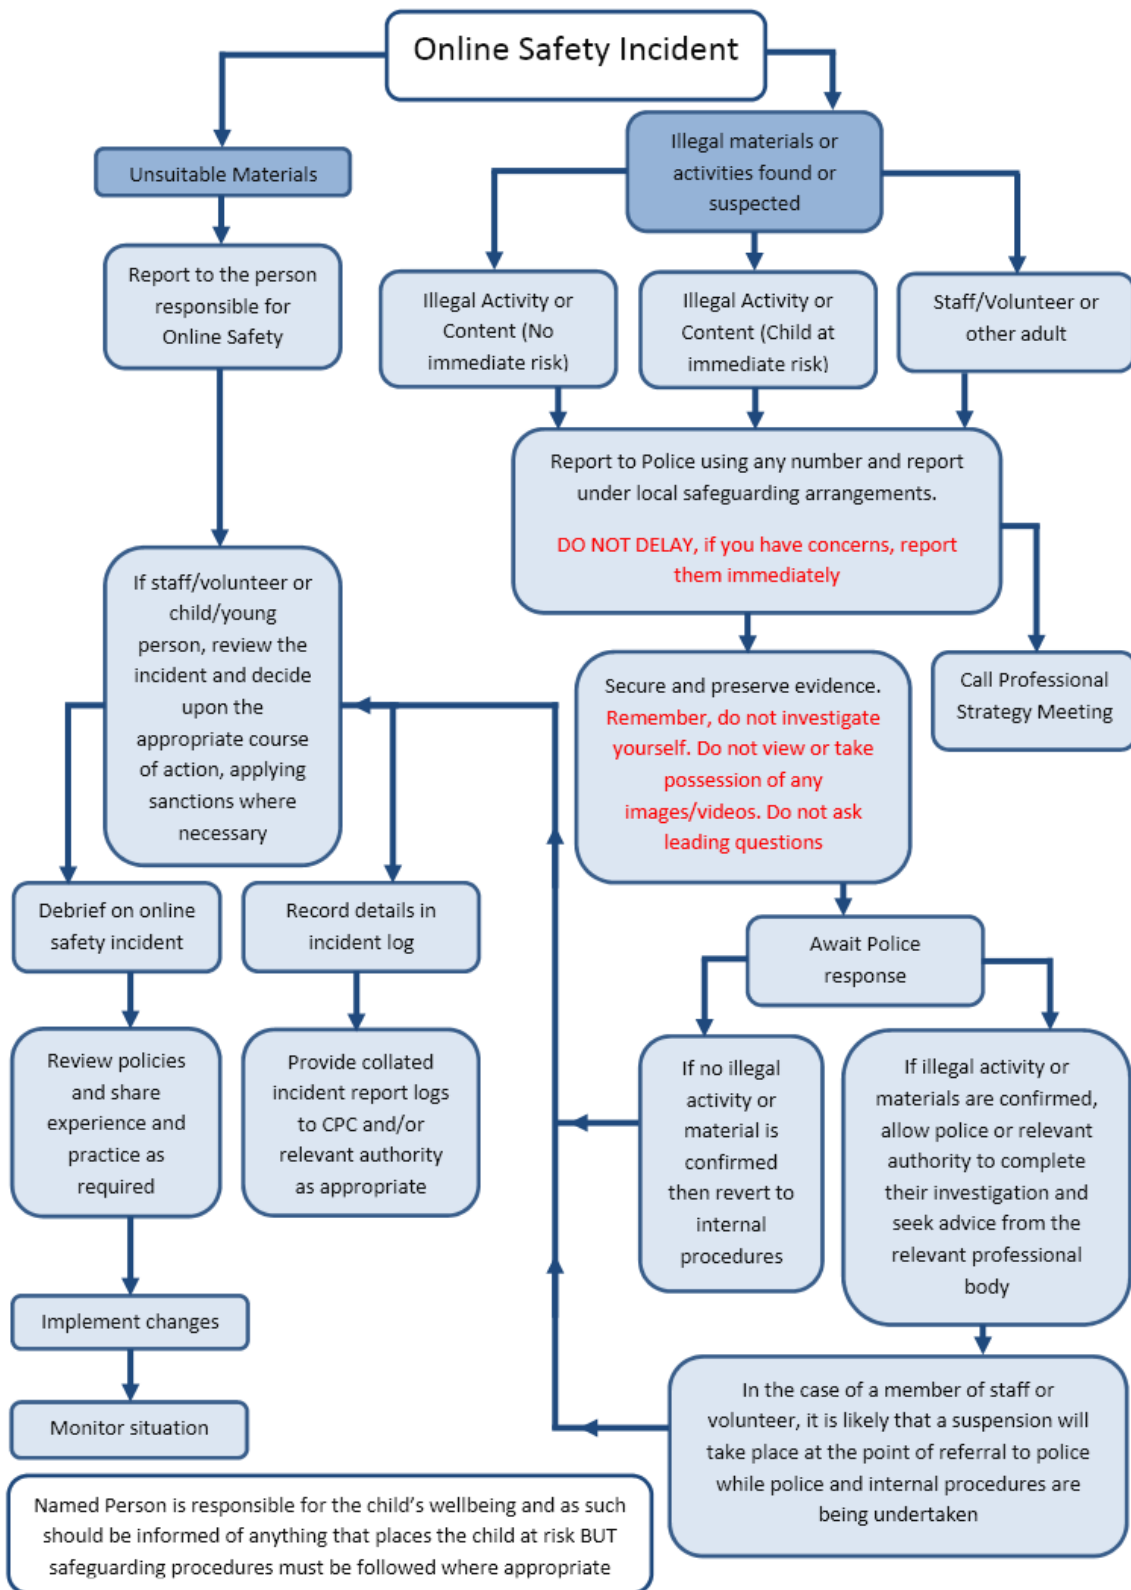 Online Safety Incident
Unsuitable Materials
Illegal materials or
activities found or
suspected
Report to the person
responsible for
Online Safety
Illegal Activity or
Content (No
immediate risk)
Illegal Activity or
Content (Child at
immediate risk)
Staff/Volunteer or
other adult
Report to Police using any number and report
under local safeguarding arrangements.
DO NOT DELAY, if you have concerns, report
them immediately
If staff/volunteer or
child/young
person, review the
incident and decide
upon the
appropriate course
of action, applying
sanctions where
necessary
Secure and preserve evidence.
Remember, do not investigate
yourself. Do not view or take
possession of any
images/videos. Do not ask
leading questions
Call Professional
Strategy Meeting
Debrief on online
safety incident
Record details in
incident log
Await Police
response
Review policies
and share
experience and
practice as
required
Provide collated
incident report logs
to CPC and/or
relevant authority
as appropriate
If no illegal
activity or
material is
confirmed
then revert to
internal
procedures
If illegal activity or
materials are confirmed,
allow police or relevant
authority to complete
their investigation and
seek advice from the
relevant professional
body
Implement changes
Monitor situation
In the case of a member of staff or
volunteer, it is likely that a suspension will
take place at the point of referral to police
while police and internal procedures are
being undertaken
Named Person is responsible for the child's wellbeing and as such
should be informed of anything that places the child at risk BUT
safeguarding procedures must be followed where appropriate